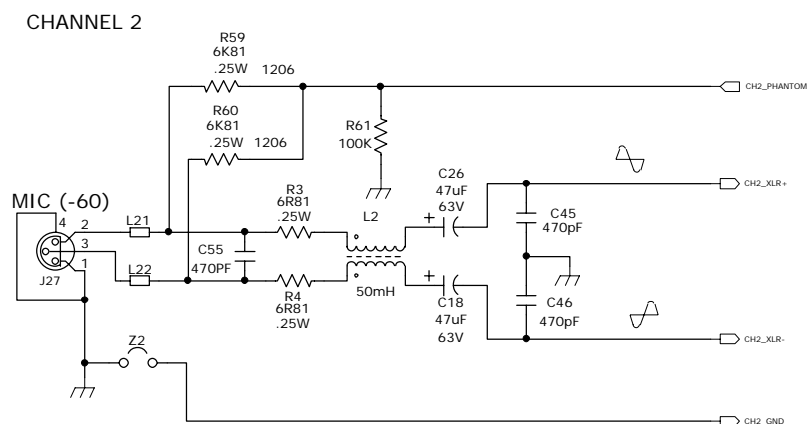 CHANNEL 2
R59
6K81
.25W 1206
CH2_PHANTOM
R60
6K81
.25W 1206
R61
100K
C26
47uF
63V
CH2_XLR+
MIC (-60)
4
2
3
1
J27
L21
L22
R3
6R81
.25W
L2
C55
470PF
C45
470pF
R4
6R81
.25W
50mH
C18
47uF
63V
C46
470pF
CH2_XLR-
Z2
CH2_GND
+
+